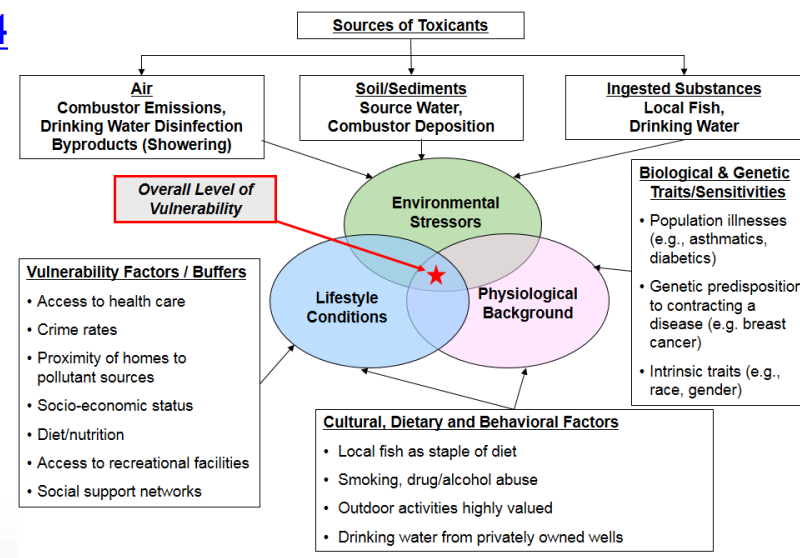 4
Sources of Toxicants
Air
Combustor Emissions,
Drinking Water Disinfection
Byproducts (Showering)
Soil/Sediments
Source Water,
Combustor Deposition
Ingested Substances
Local Fish,
Drinking Water
Overall Level of
Vulnerability
Environmental
Stressors
Lifestyle
Conditions
Physiological
Background
Biological & Genetic
Traits/Sensitivities
• Population illnesses
(e.g., asthmatics,
diabetics)
• Genetic predisposition
to contracting a
disease (e.g. breast
cancer)
• Intrinsic traits (e.g.,
race, gender)
Vulnerability Factors / Buffers
• Access to health care
• Crime rates
• Proximity of homes to
pollutant sources
• Socio-economic status
• Diet/nutrition
• Access to recreational facilities
• Social support networks
Cultural, Dietary and Behavioral Factors
• Local fish as staple of diet
• Smoking, drug/alcohol abuse
• Outdoor activities highly valued
• Drinking water from privately owned wells